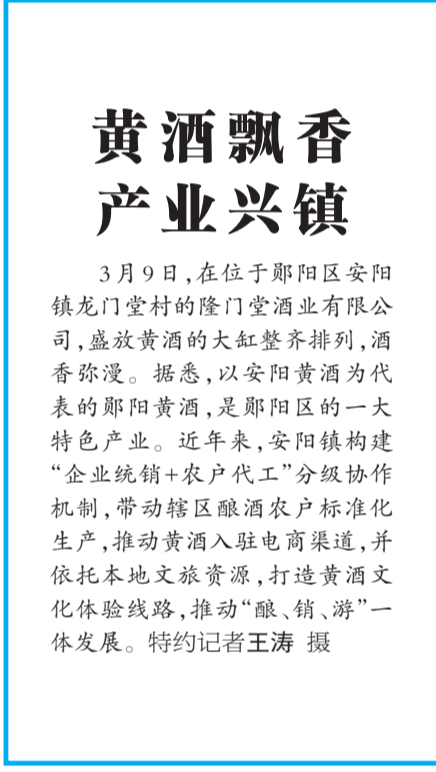 黄酒飘香
产业兴镇
3月9日，在位于郧阳区安阳
镇龙门堂村的隆门堂酒业有限公
司，盛放黄酒的大缸整齐排列，酒
香弥漫。据悉，以安阳黄酒为代
表的郧阳黄酒，是郧阳区的一大
特色产业。近年来，安阳镇构建
“企业统销+农户代工”分级协作
机制，带动辖区酿酒农户标准化
生产，推动黄酒入驻电商渠道，并
依托本地文旅资源，打造黄酒文
化体验线路，推动“酿、销、游”一
体发展。特约记者王涛 摄